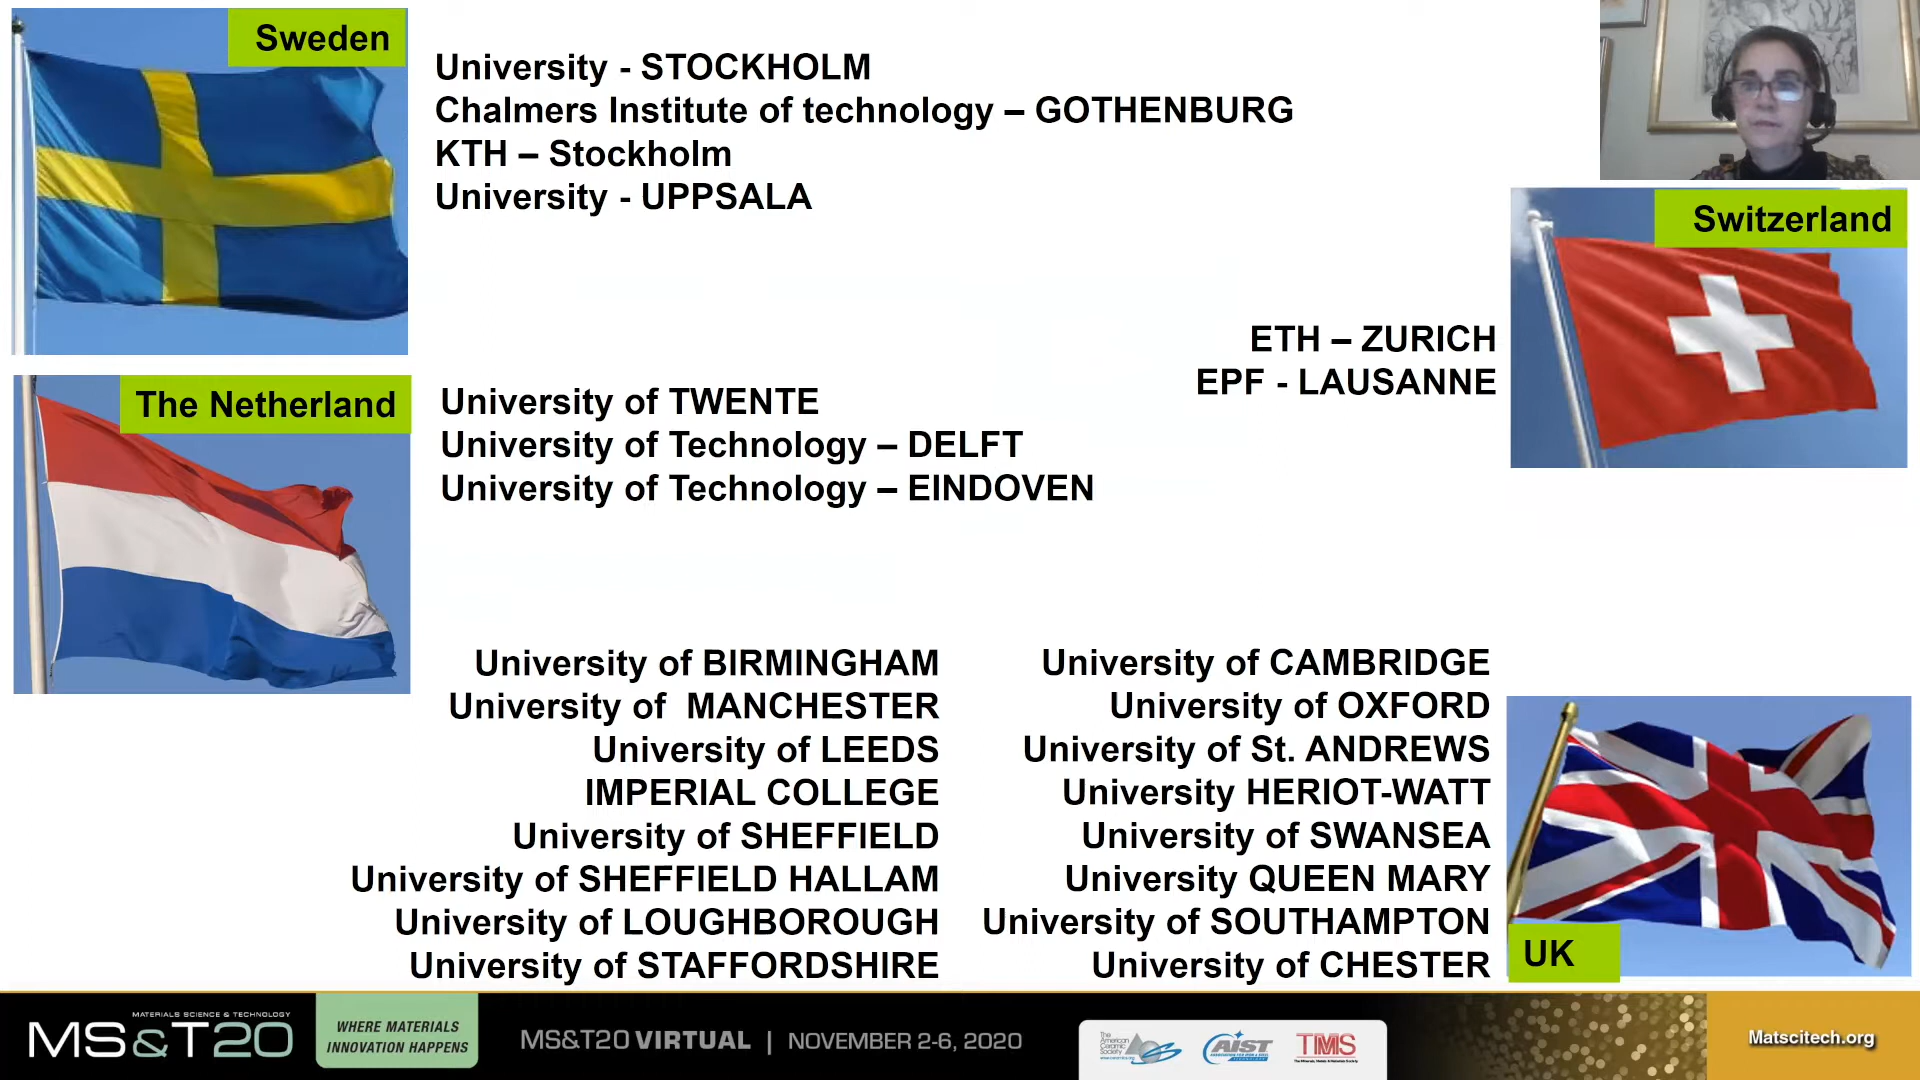 Sweden
University - STOCKHOLM
Chalmers Institute of technology – GOTHENBURG
KTH – Stockholm
University - UPPSALA
Switzerland
ETH – ZURICH
EPF - LAUSANNE
The Netherland
University of TWENTE
University of Technology – DELFT
University of Technology – EINDOVEN
University of BIRMINGHAM
University of MANCHESTER
University of LEEDS
IMPERIAL COLLEGE
University of SHEFFIELD
University of SHEFFIELD HALLAM
University of LOUGHBOROUGH
University of STAFFORDSHIRE
University of CAMBRIDGE
University of OXFORD
University of St. ANDREWS
University HERIOT-WATT
University of SWANSEA
University QUEEN MARY
University of SOUTHAMPTON
University of CHESTER
UK
MATERIALS SCIENCE & TECHNOLOGY
MS&T20
WHERE MATERIALS
INNOVATION HAPPENS
MS&T20 VIRTUAL | NOVEMBER 2-6, 2020
The
American
Ceramic
Society
AIST
TMS
Matscitech.org